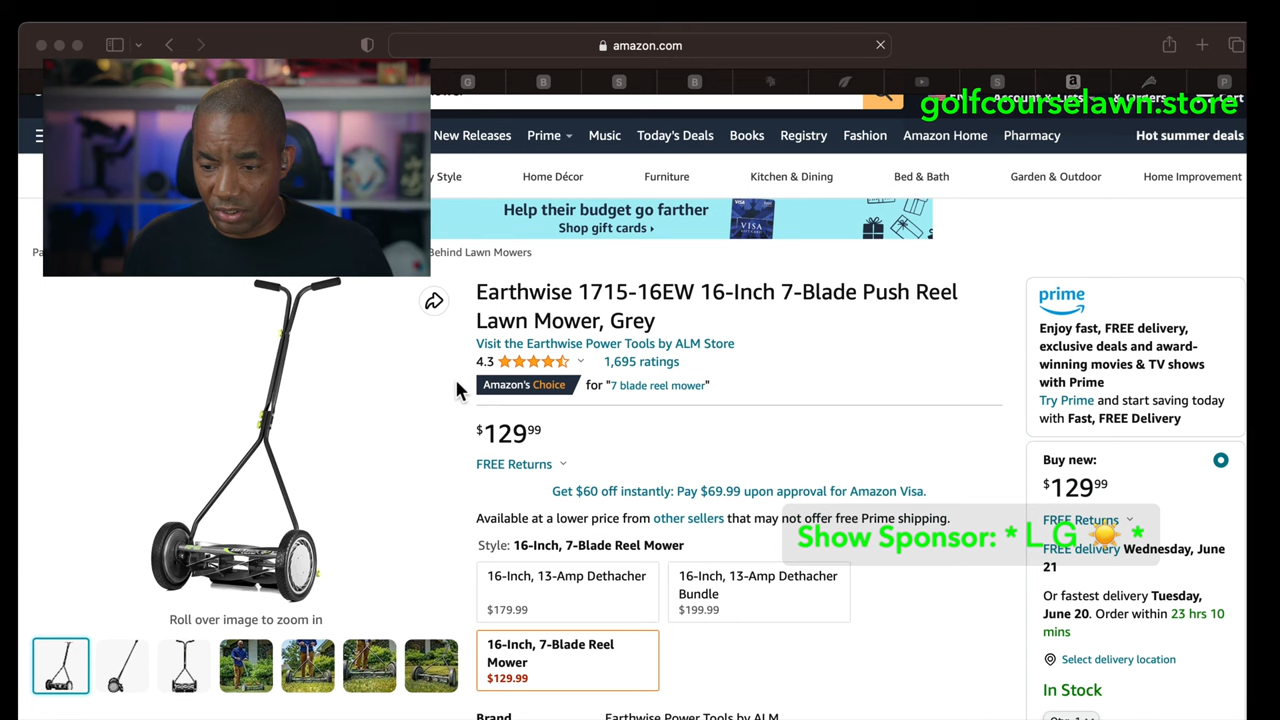 amazon.com
G
B
S
B
S
a
P
golfcourselawn.store
New Releases
Prime
Music
Today's Deals
Books
Registry
Fashion
Amazon Home
Pharmacy
Hot summer deals
y Style
Home Décor
Furniture
Kitchen & Dining
Bed & Bath
Garden & Outdoor
Home Improvement
Help their budget go farther
Shop gift cards
VISA
Behind Lawn Mowers
Earthwise 1715-16EW 16-Inch 7-Blade Push Reel
Lawn Mower, Grey
Visit the Earthwise Power Tools by ALM Store
4.3
1,695 ratings
Amazon's Choice for "7 blade reel mower"
$129 99
FREE Returns
Get $60 off instantly: Pay $69.99 upon approval for Amazon Visa.
Available at a lower price from other sellers that may not offer free Prime shipping.
Style: 16-Inch, 7-Blade Reel Mower
16-Inch, 13-Amp Dethacher
$179.99
16-Inch, 13-Amp Dethacher
Bundle
$199.99
16-Inch, 7-Blade Reel
Mower
$129.99
Brand
Earthwise Power Tools by ALM
Roll over image to zoom in
prime
Enjoy fast, FREE delivery,
exclusive deals and award-
winning movies & TV shows
with Prime
Try Prime and start saving today
with Fast, FREE Delivery
Buy new:
$129 99
FREE Returns
Show Sponsor: * L G ☀️ *
FREE delivery Wednesday, June
21
Or fastest delivery Tuesday,
June 20. Order within 23 hrs 10
mins
Select delivery location
In Stock